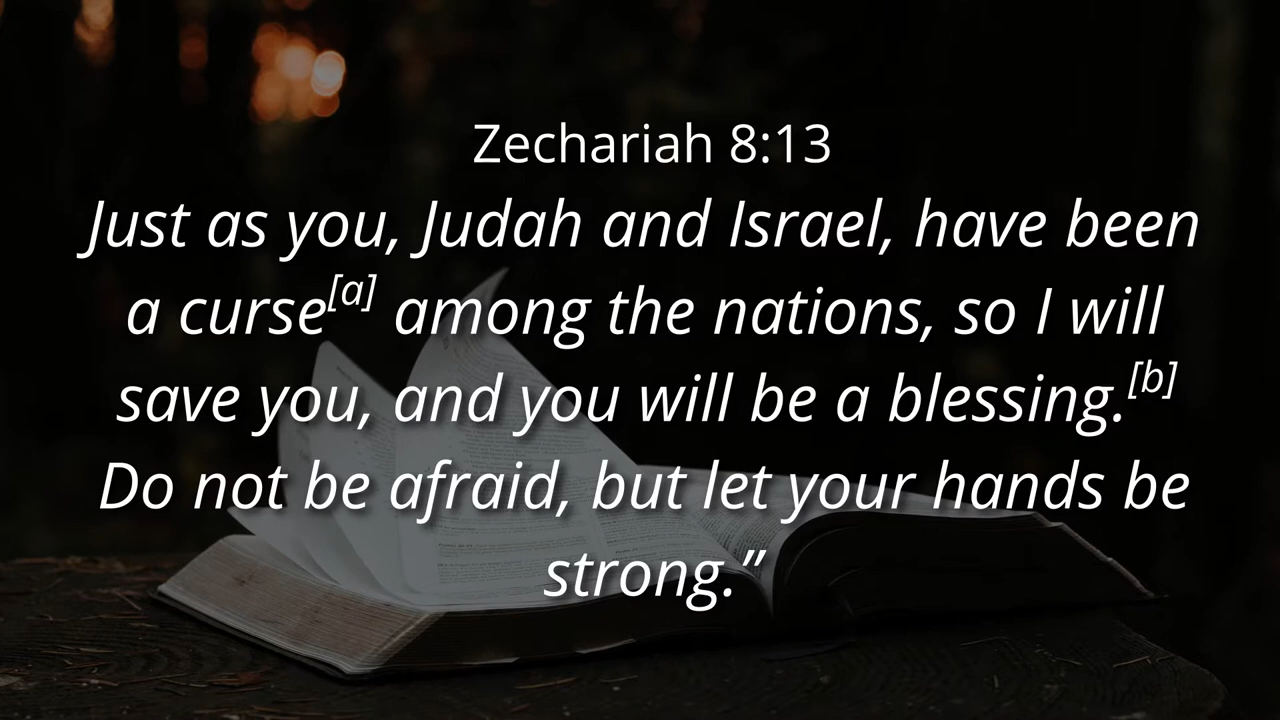 Zechariah 8:13
Just as you, Judah and Israel, have been
a curse[a] among the nations, so I will
save you, and you will be a blessing.[b]
Do not be afraid, but let your hands be
strong.”